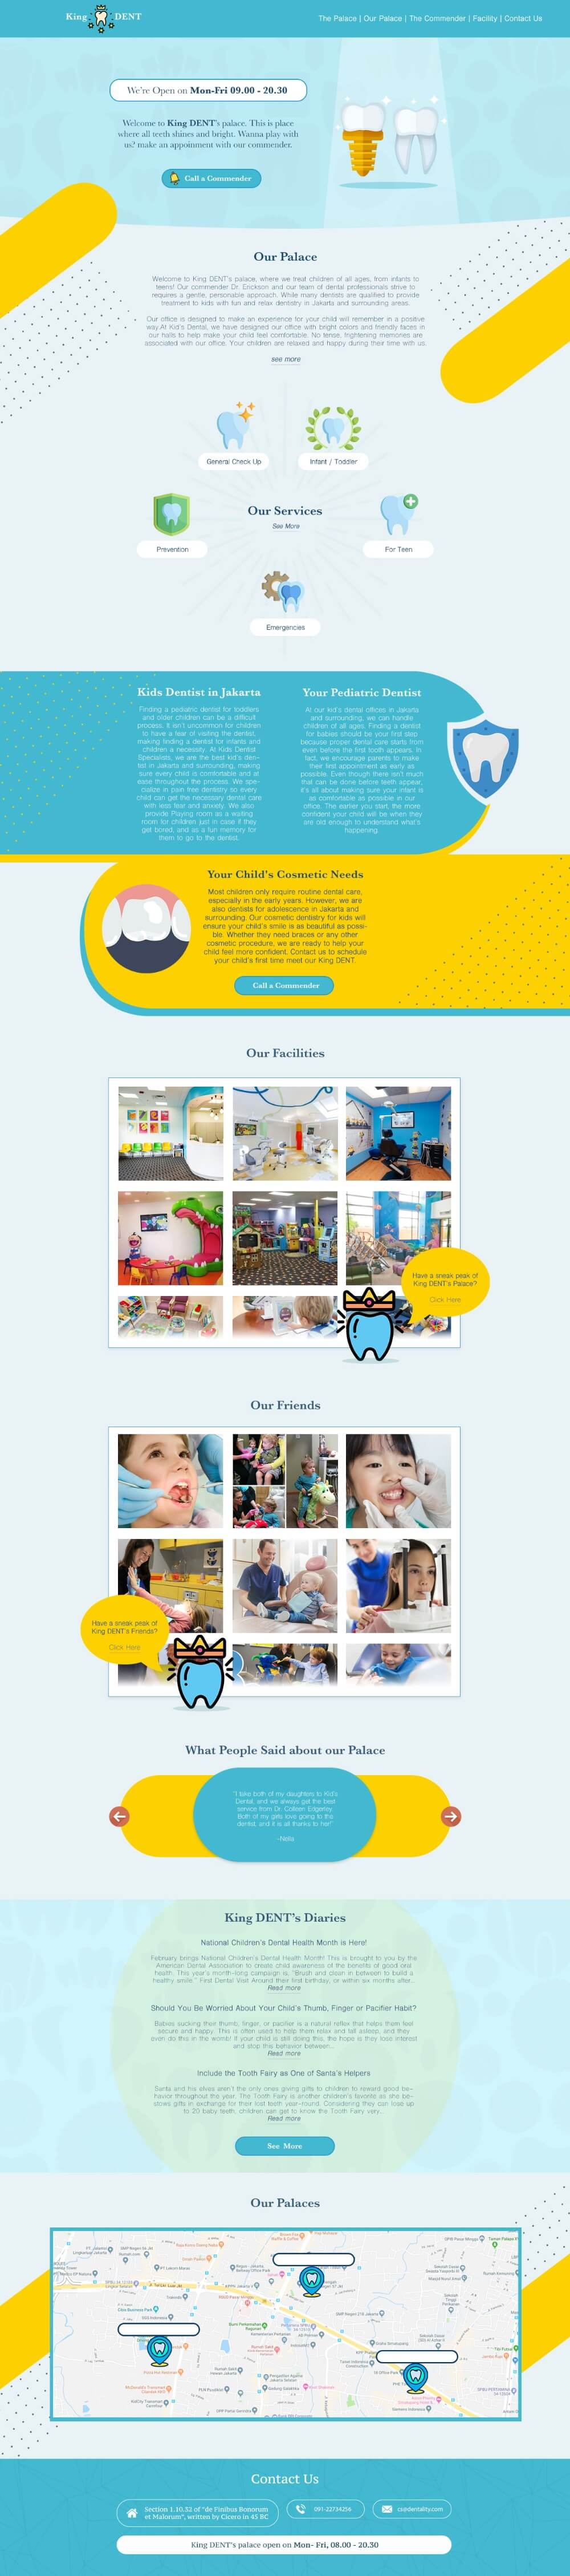 King DENT
The Palace | Our Palace | The Commender | Facility | Contact Us
We're Open on Mon-Fri 09.00 - 20.30
Welcome to King DENT's palace. This is place
where all teeth shines and bright. Wanna play with
us? make an appoinment with our commender.
Call a Commender
Our Palace
Welcome to King DENT's palace, where we treat children of all ages, from infants to
teens! Our commender Dr. Erickson and our team of dental professionals strive to
requires a gentle, personable approach. While many dentists are qualified to provide
treatment to kids with fun and relax dentistry in Jakarta and surrounding areas.
Our office is designed to make an experience for your child will remember in a positive
way.At Kid's Dental, we have designed our office with bright colors and friendly faces in
our halls to help make your child feel comfortable. No tense, frightening memories are
associated with our office. Your children are relaxed and happy during their time with us.
see more
General Check Up
Infant / Toddler
Our Services
See More
Prevention
For Teen
Emergencies
Kids Dentist in Jakarta
Finding a pediatric dentist for toddlers
and older children can be a difficult
process. It isn't uncommon for children
to have a fear of visiting the dentist,
making finding a dentist for infants and
children a necessity. At Kids Dentist
Specialists, we are the best kid's den-
tist in Jakarta and surrounding, making
sure every child is comfortable and at
ease throughout the process. We spe-
cialize in pain free dentistry so every
child can get the necessary dental care
with less fear and anxiety. We also
provide Playing room as a waiting
room for children just in case if they
get bored, and as a fun memory for
them to go to the dentist.
Your Pediatric Dentist
At our kid's dental offices in Jakarta
and surrounding, we can handle
children of all ages. Finding a dentist
for babies should be your first step
because proper dental care starts from
even before the first tooth appears. In
fact, we encourage parents to make
their first appointment as early as
possible. Even though there isn't much
that can be done before teeth appear,
it's all about making sure your infant is
as comfortable as possible in our
office. The earlier you start, the more
confident your child will be when they
are old enough to understand what's
happening.
Your Child's Cosmetic Needs
Most children only require routine dental care,
especially in the early years. However, we are
also dentists for adolescence in Jakarta and
surrounding. Our cosmetic dentistry for kids will
ensure your child's smile is as beautiful as possi-
ble. Whether they need braces or any other
cosmetic procedure, we are ready to help your
child feel more confident. Contact us to schedule
your child's first time meet our King DENT.
Call a Commender
Our Facilities
Have a sneak peak of
King DENT's Palace?
Click Here
Our Friends
Have a sneak peak of
King DENT's Friends?
Click Here
What People Said about our Palace
"I take both of my daughters to Kid's
Dental, and we always get the best
service from Dr. Colleen Edgerley.
Both of my girls love going to the
dentist, and it is all thanks to her!"
King DENT's Diaries
National Children's Dental Health Month is Here!
February brings National Children's Dental Health Month! This is brought to you by the
American Dental Association to create child awareness of the benefits of good oral
health. This year's month-long campaign is, "Brush and clean in between to build a
healthy smile." First Dental Visit Around their first birthday, or within six months after...
Read more
Should You Be Worried About Your Child's Thumb, Finger or Pacifier Habit?
Babies sucking their thumb, finger, or pacifier is a natural reflex that helps them feel
secure and happy. This is often used to help them relax and fall asleep, and they
even do this in the womb! If your child is still doing this, the hope is they lose interest
and stop this behavior between...
Read more
Include the Tooth Fairy as One of Santa's Helpers
Santa and his elves aren't the only ones giving gifts to children to reward good be-
havior throughout the year. The Tooth Fairy is another children's favorite as she be-
stows gifts in exchange for their lost teeth year-round. Considering they can lose up
to 20 baby teeth, children can get to know the Tooth Fairy very...
Read more
See More
Our Palaces
Contact Us
Section 1.10.32 of "de Finibus Bonorum
et Malorum", written by Cicero in 45 BC
091-22734256
cs@dentality.com
King DENT's palace open on Mon- Fri, 08.00 - 20.30